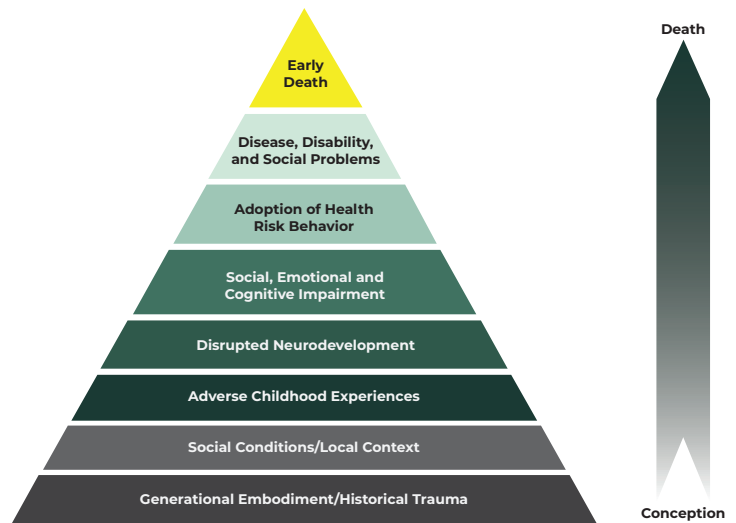 Death
Early
Death
Disease, Disability,
and Social Problems
Adoption of Health
Risk Behavior
Social, Emotional and
Cognitive Impairment
Disrupted Neurodevelopment
Adverse Childhood Experiences
Social Conditions/Local Context
Generational Embodiment/Historical Trauma
Conception